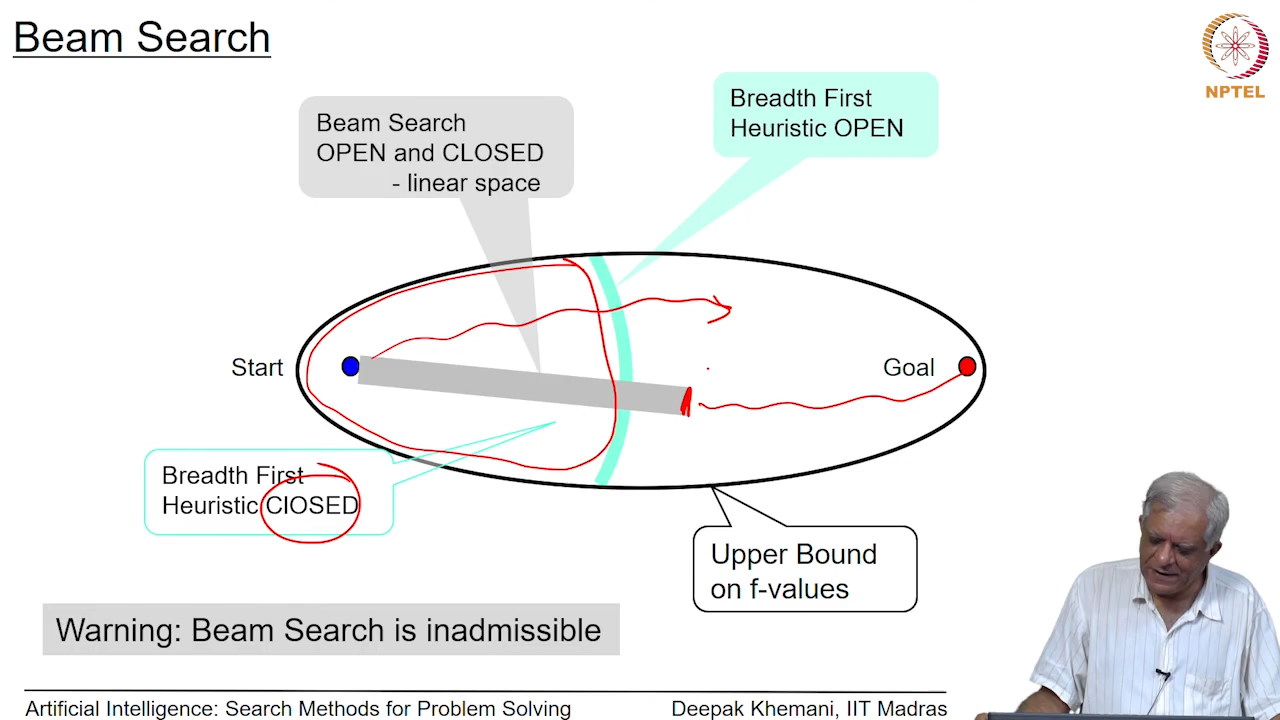 Beam Search
NPTEL
Beam Search
OPEN and CLOSED
- linear space
Breadth First
Heuristic OPEN
Start
Goal
Breadth First
Heuristic ClOSED
Upper Bound
on f-values
Warning: Beam Search is inadmissible
Artificial Intelligence: Search Methods for Problem Solving
Deepak Khemani, IIT Madras